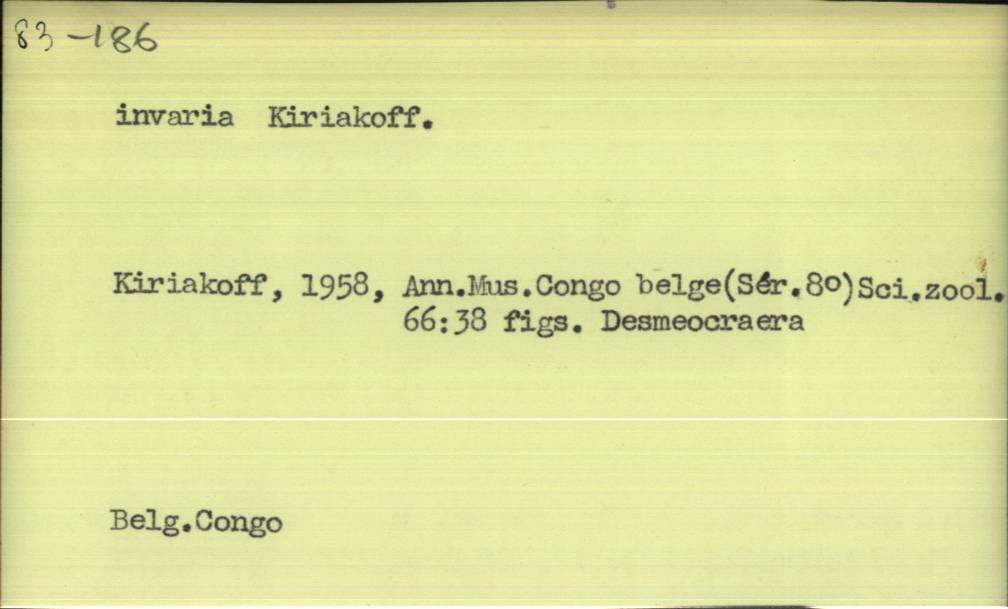 83-186
invaria Kiriakoff.
Kiriakoff, 1958, Ann.Mus.Congo belge(Sér.8o)Sci.zool.
66:38 figs. Desmeocraera
Belg.Congo